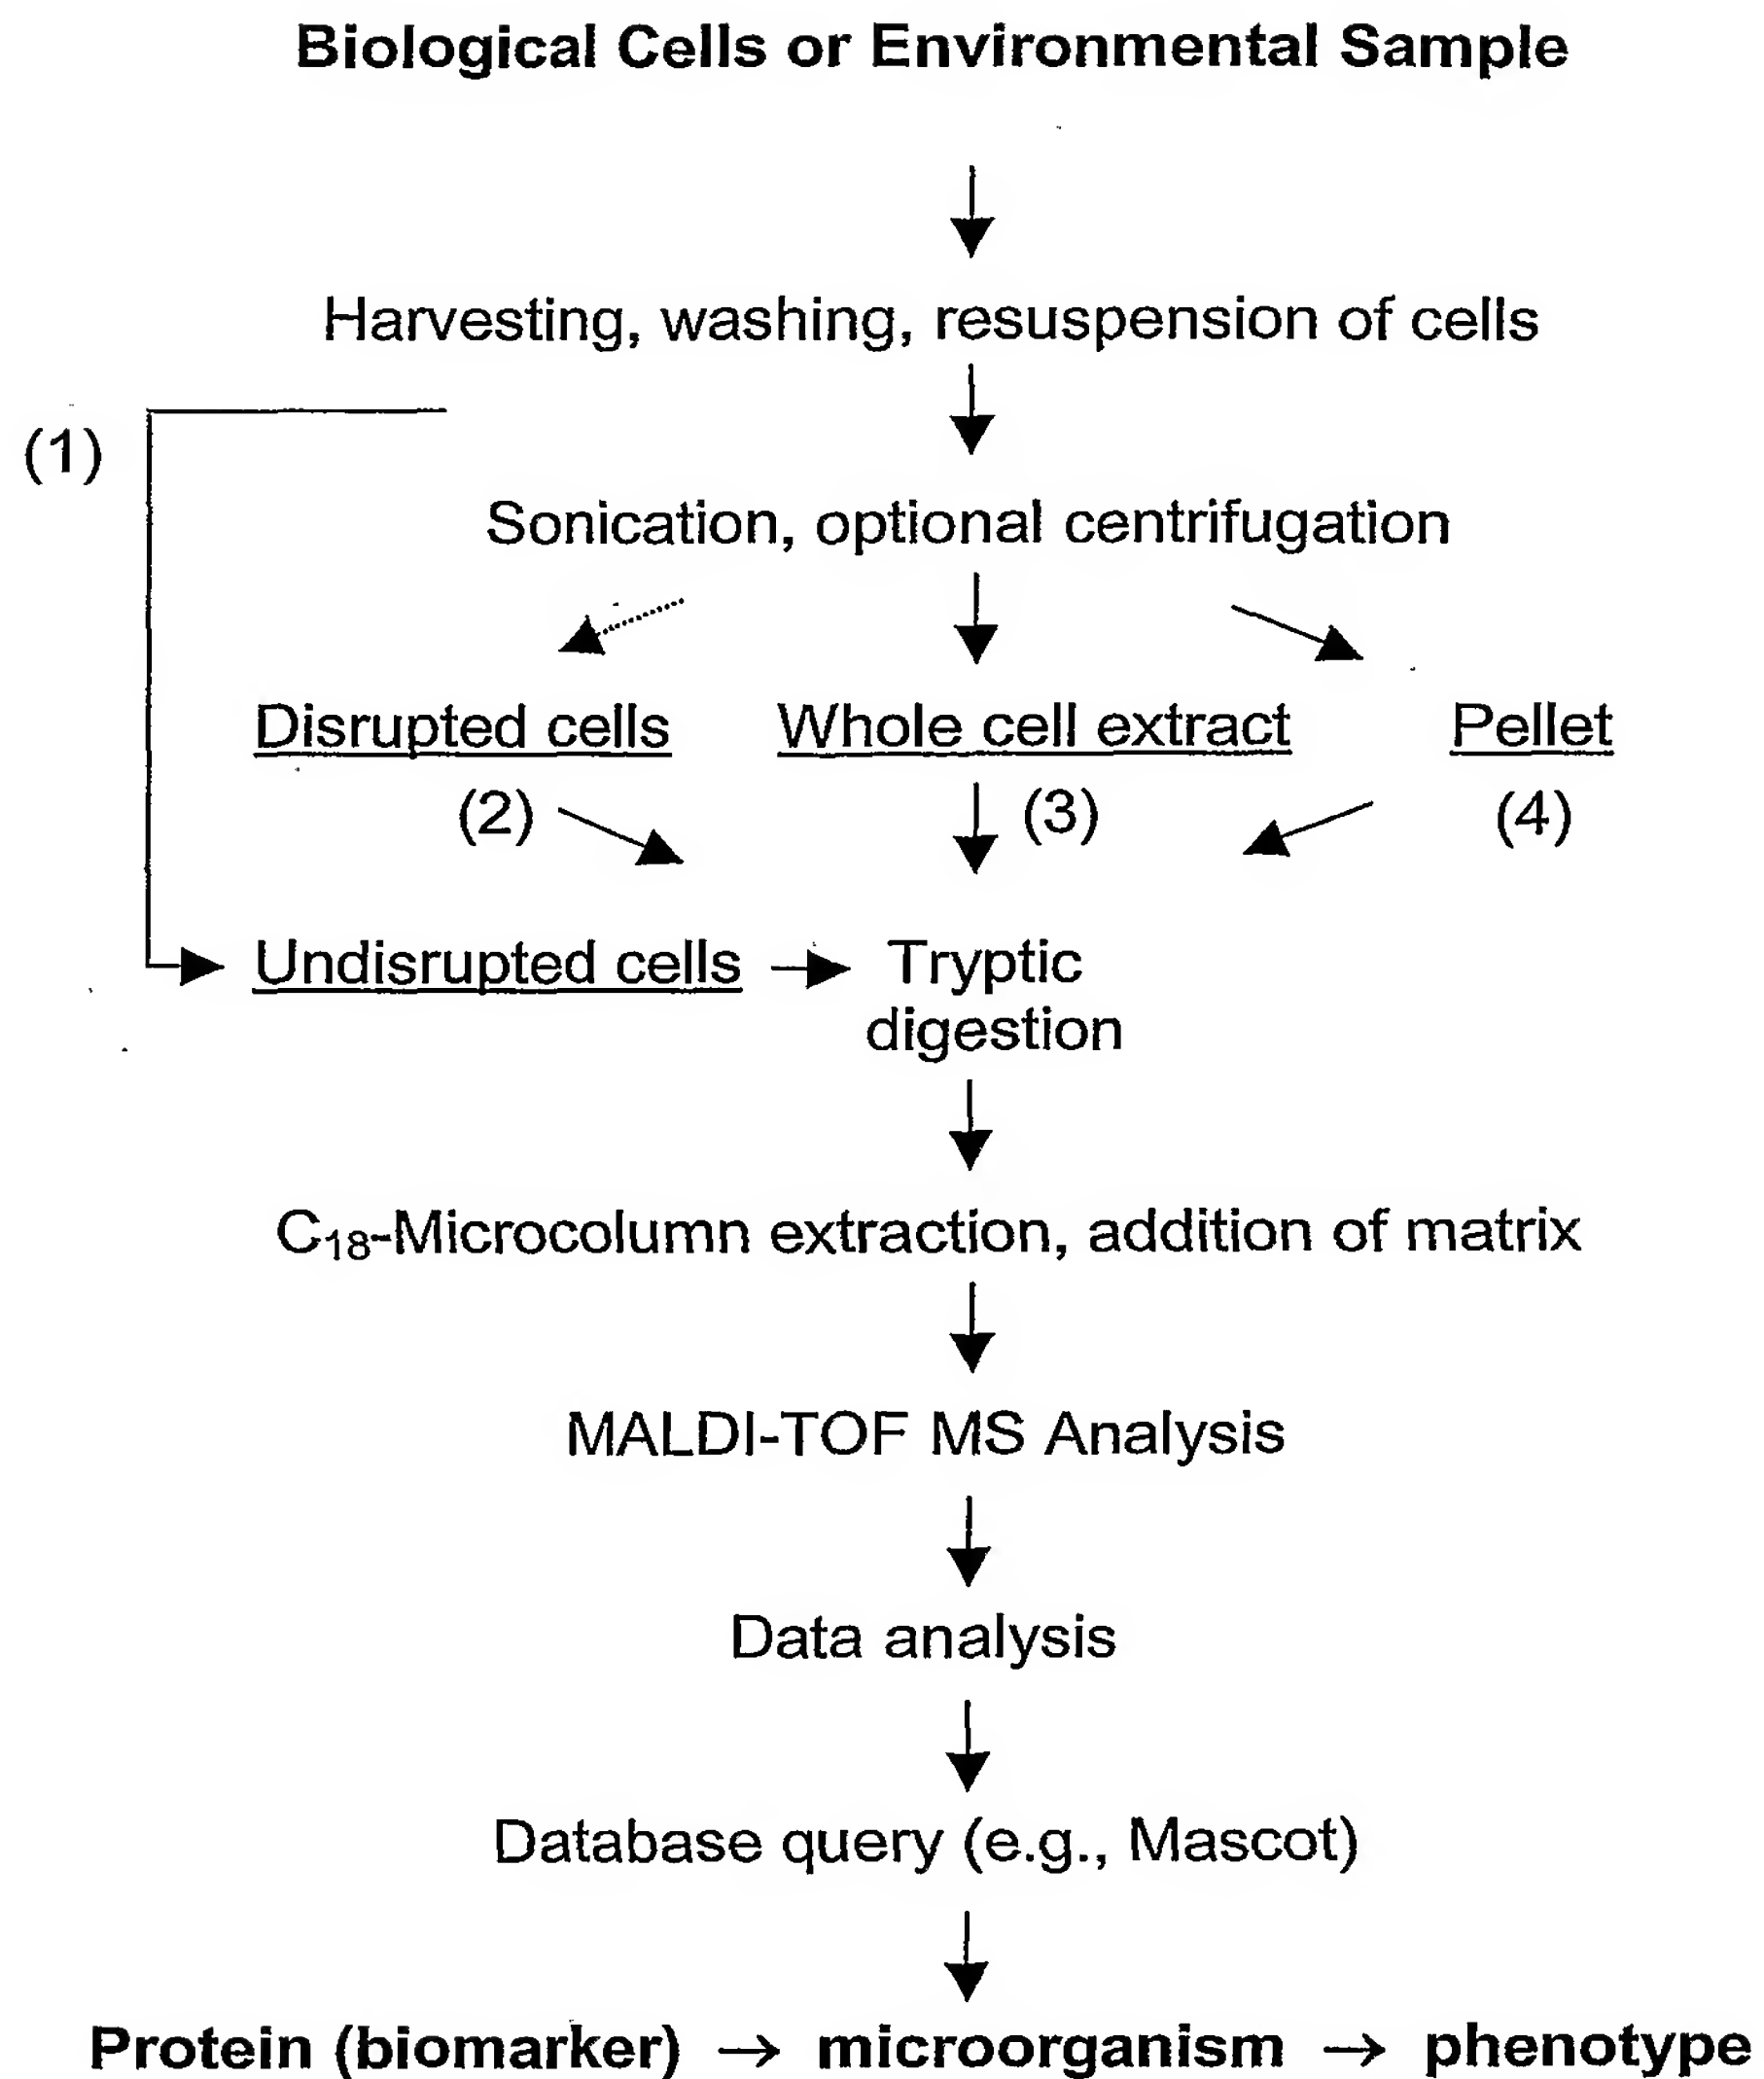 Biological Cells or Environmental Sample
Harvesting, washing, resuspension of cells
(1)
Sonication, optional centrifugation
Disrupted cells Whole cell extract Pellet
(2) (3) (4)
Undisrupted cells → Tryptic
digestion
C₁₈-Microcolumn extraction, addition of matrix
MALDI-TOF MS Analysis
Data analysis
Database query (e.g., Mascot)
Protein (biomarker) → microorganism → phenotype